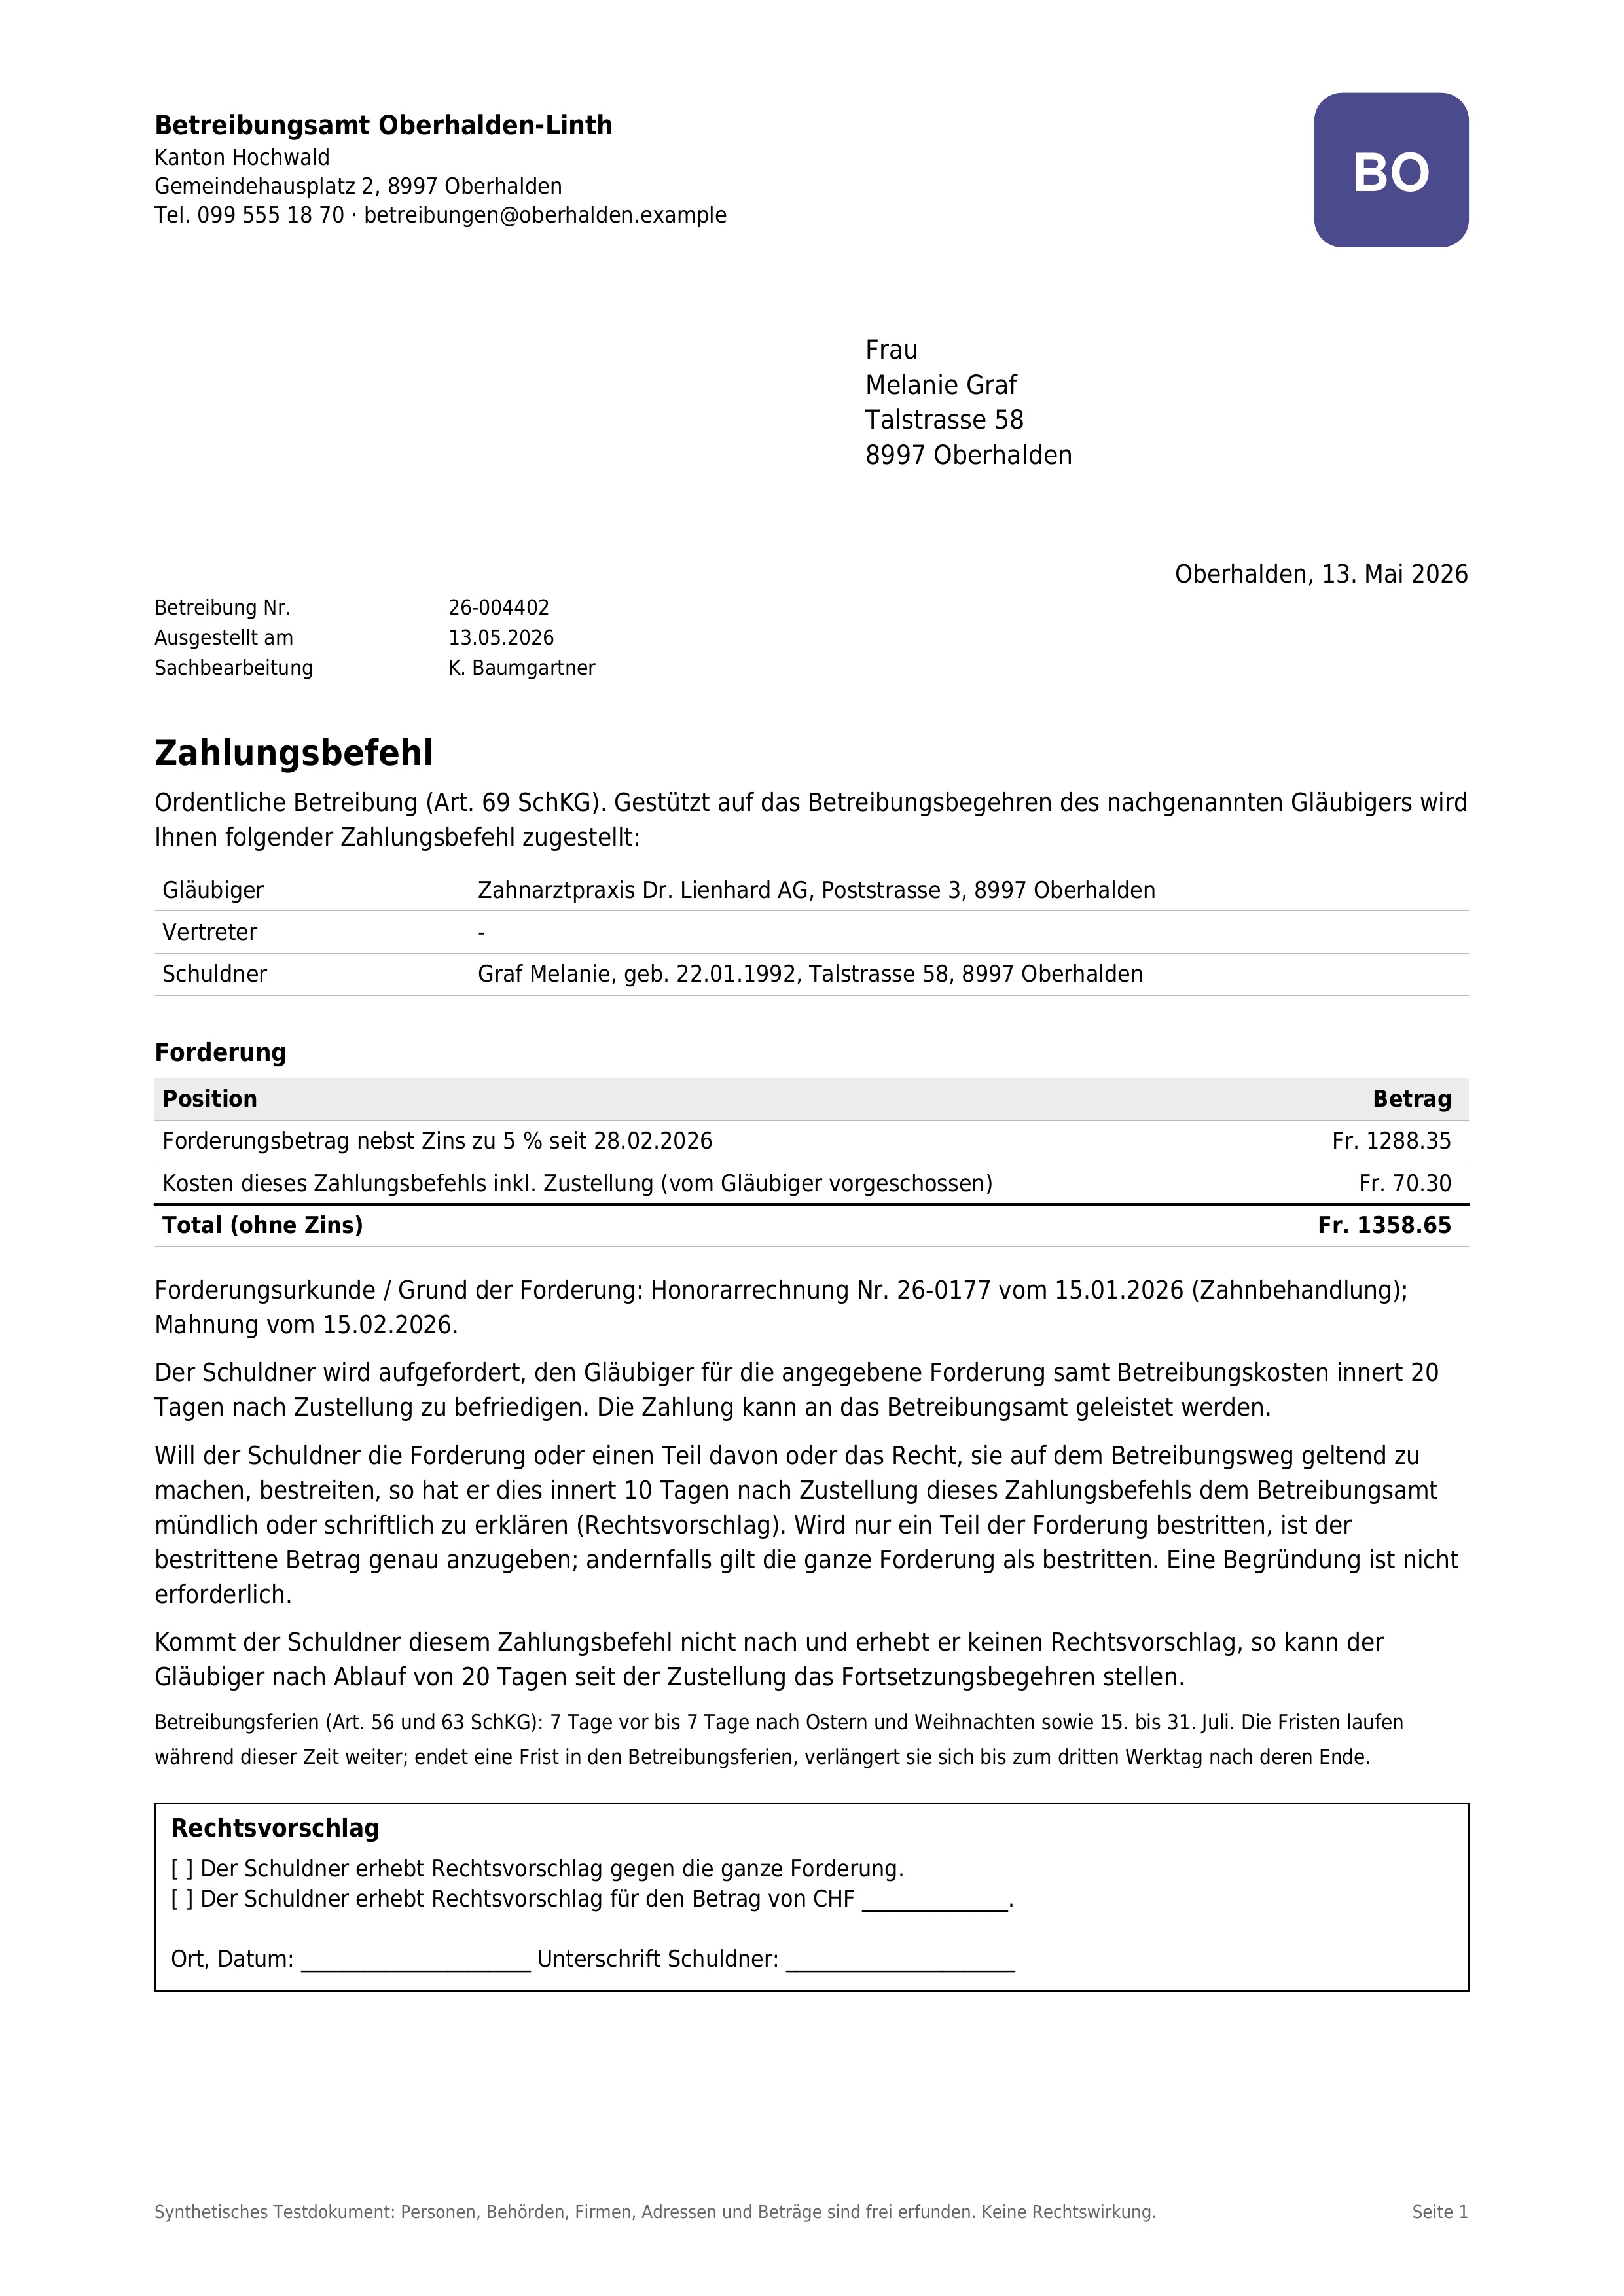 Betreibungsamt Oberhalden-Linth
Kanton Hochwald
Gemeindehausplatz 2, 8997 Oberhalden
Tel. 099 555 18 70 · betreibungen@oberhalden.example
BO
Frau
Melanie Graf
Talstrasse 58
8997 Oberhalden
Oberhalden, 13. Mai 2026
Betreibung Nr. 26-004402
Ausgestellt am 13.05.2026
Sachbearbeitung K. Baumgartner
Zahlungsbefehl
Ordentliche Betreibung (Art. 69 SchKG). Gestützt auf das Betreibungsbegehren des nachgenannten Gläubigers wird
Ihnen folgender Zahlungsbefehl zugestellt:
Gläubiger Zahnarztpraxis Dr. Lienhard AG, Poststrasse 3, 8997 Oberhalden
Vertreter -
Schuldner Graf Melanie, geb. 22.01.1992, Talstrasse 58, 8997 Oberhalden
Forderung
Position Betrag
Forderungsbetrag nebst Zins zu 5 % seit 28.02.2026 Fr. 1288.35
Kosten dieses Zahlungsbefehls inkl. Zustellung (vom Gläubiger vorgeschossen) Fr. 70.30
Total (ohne Zins) Fr. 1358.65
Forderungsurkunde / Grund der Forderung: Honorarrechnung Nr. 26-0177 vom 15.01.2026 (Zahnbehandlung);
Mahnung vom 15.02.2026.
Der Schuldner wird aufgefordert, den Gläubiger für die angegebene Forderung samt Betreibungskosten innert 20
Tagen nach Zustellung zu befriedigen. Die Zahlung kann an das Betreibungsamt geleistet werden.
Will der Schuldner die Forderung oder einen Teil davon oder das Recht, sie auf dem Betreibungsweg geltend zu
machen, bestreiten, so hat er dies innert 10 Tagen nach Zustellung dieses Zahlungsbefehls dem Betreibungsamt
mündlich oder schriftlich zu erklären (Rechtsvorschlag). Wird nur ein Teil der Forderung bestritten, ist der
bestrittene Betrag genau anzugeben; andernfalls gilt die ganze Forderung als bestritten. Eine Begründung ist nicht
erforderlich.
Kommt der Schuldner diesem Zahlungsbefehl nicht nach und erhebt er keinen Rechtsvorschlag, so kann der
Gläubiger nach Ablauf von 20 Tagen seit der Zustellung das Fortsetzungsbegehren stellen.
Betreibungsferien (Art. 56 und 63 SchKG): 7 Tage vor bis 7 Tage nach Ostern und Weihnachten sowie 15. bis 31. Juli. Die Fristen laufen
während dieser Zeit weiter; endet eine Frist in den Betreibungsferien, verlängert sie sich bis zum dritten Werktag nach deren Ende.
Rechtsvorschlag
[ ] Der Schuldner erhebt Rechtsvorschlag gegen die ganze Forderung.
[ ] Der Schuldner erhebt Rechtsvorschlag für den Betrag von CHF ____________.
Ort, Datum: ___________________ Unterschrift Schuldner: ___________________
Synthetisches Testdokument: Personen, Behörden, Firmen, Adressen und Beträge sind frei erfunden. Keine Rechtswirkung. Seite 1